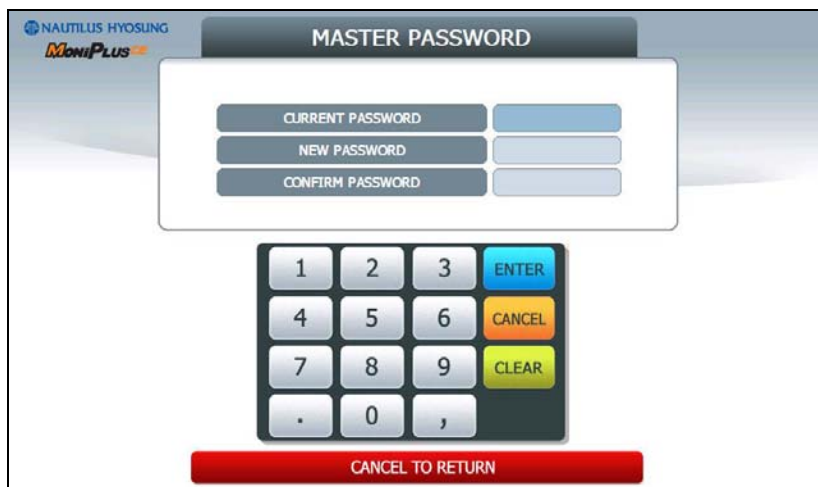 NAUTILUS HYOSUNG
MoniPlusCE
MASTER PASSWORD
CURRENT PASSWORD
NEW PASSWORD
CONFIRM PASSWORD
1 2 3 ENTER
4 5 6 CANCEL
7 8 9 CLEAR
. 0 ,
CANCEL TO RETURN